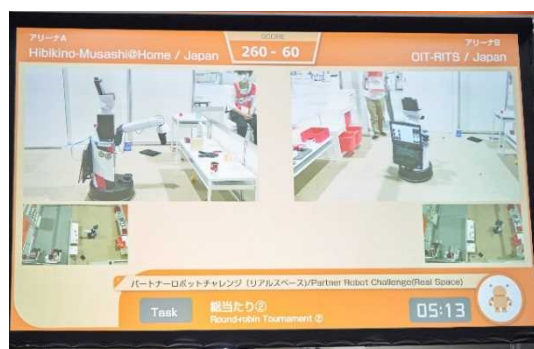 アリーナA
Hibikino-Musashi@Home / Japan
SCORE
260 - 60
アリーナB
OIT-RITS / Japan
パートナーロボットチャレンジ（リアルスペース）/Partner Robot Challenge(Real Space)
Task
総当たり②
Round-robin Tournament ②
05:13